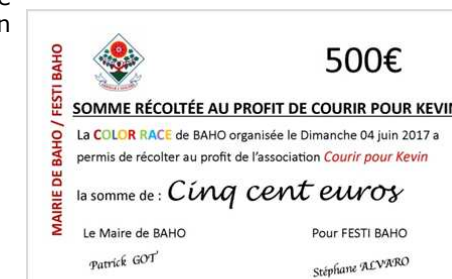 c
n
MAIRIE DE BAHO / FESTI BAHO
500€
SOMME RÉCOLTÉE AU PROFIT DE COURIR POUR KEVIN
La COLOR RACE de BAHO organisée le Dimanche 04 juin 2017 a
permis de récolter au profit de l'association Courir pour Kevin
la somme de : Cinq cent euros
Le Maire de BAHO
Pour FESTI BAHO
Patrick GOT
Stéphane ALVARO